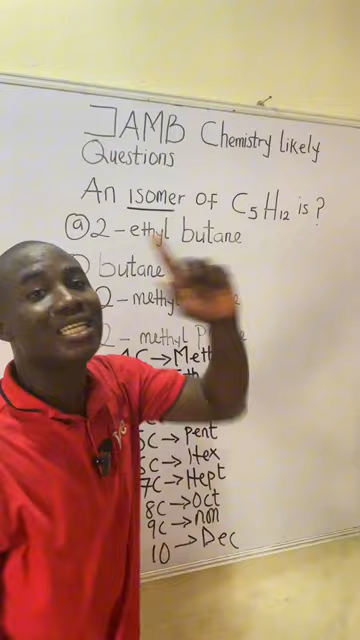 JAMB Chemistry likely
Questions
An isomer of C₅H₁₂ is ?
(a) 2-ethyl butane
butane
2-methyl
2-methyl
1C → Meth
5C → Pent
6C → Hex
7C → Hept
8C → Oct
9C → Non
10 → Dec